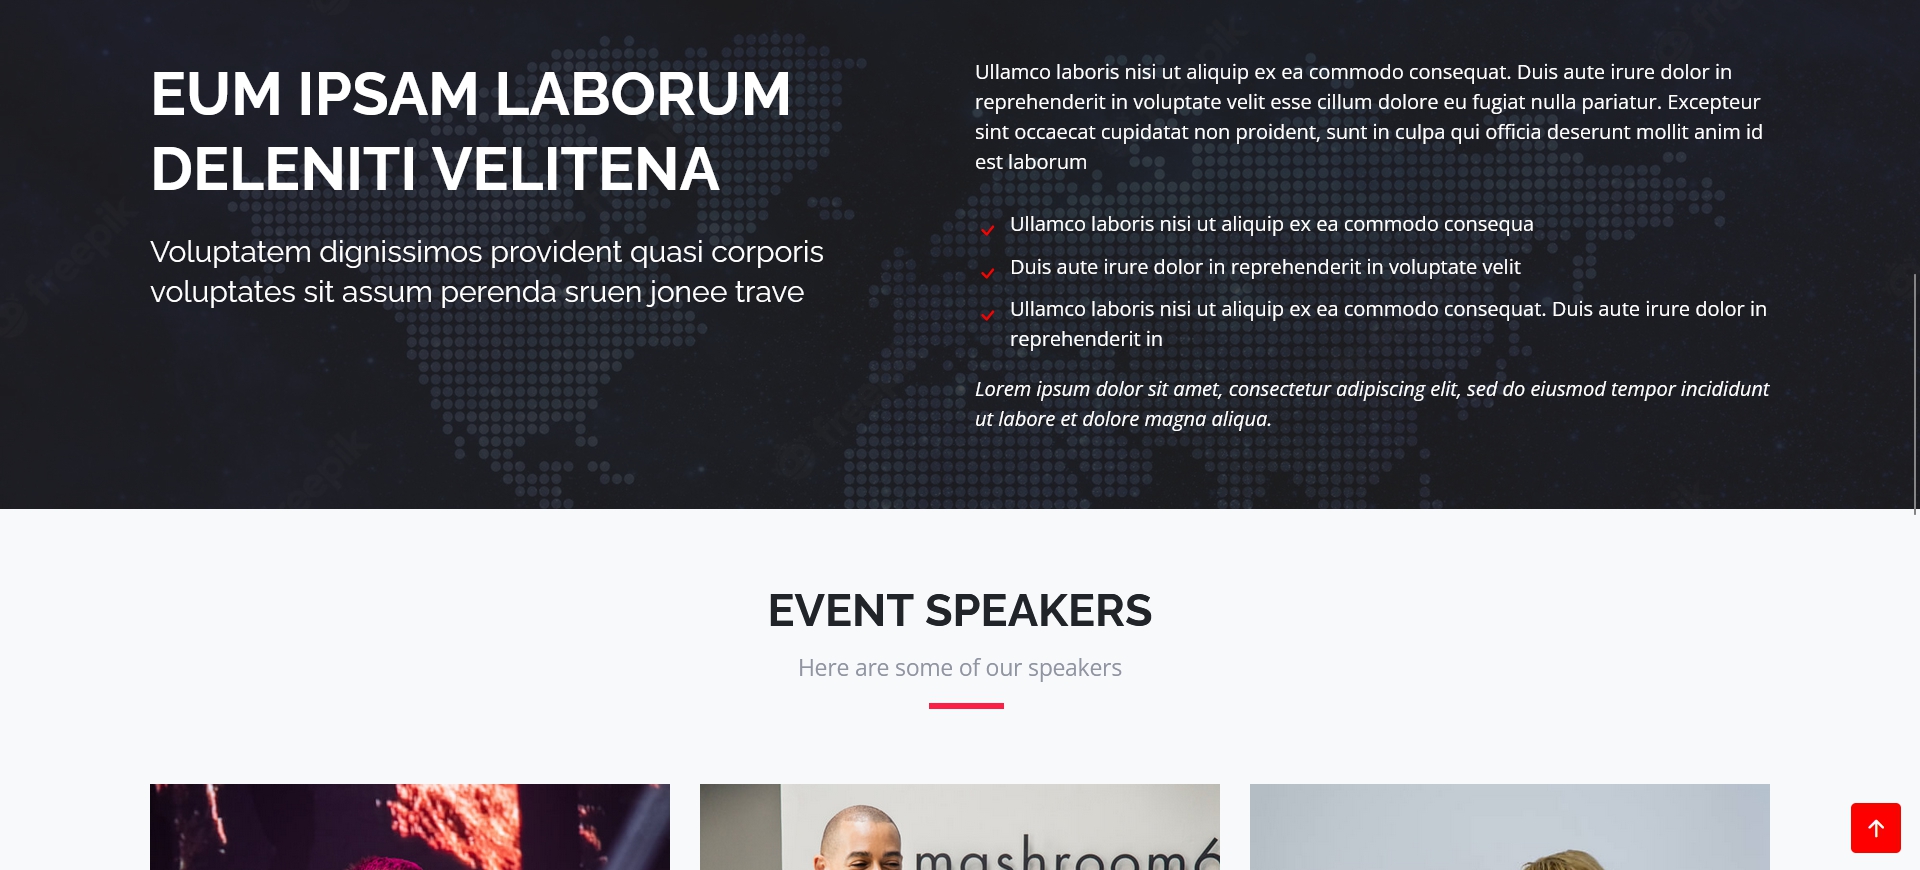 EUM IPSAM LABORUM
DELENITI VELITENA
Voluptatem dignissimos provident quasi corporis
voluptates sit assum perenda sruen jonee trave
Ullamco laboris nisi ut aliquip ex ea commodo consequat. Duis aute irure dolor in
reprehenderit in voluptate velit esse cillum dolore eu fugiat nulla pariatur. Excepteur
sint occaecat cupidatat non proident, sunt in culpa qui officia deserunt mollit anim id
est laborum
Ullamco laboris nisi ut aliquip ex ea commodo consequa
Duis aute irure dolor in reprehenderit in voluptate velit
Ullamco laboris nisi ut aliquip ex ea commodo consequat. Duis aute irure dolor in
reprehenderit in
Lorem ipsum dolor sit amet, consectetur adipiscing elit, sed do eiusmod tempor incididunt
ut labore et dolore magna aliqua.
freepik
EVENT SPEAKERS
Here are some of our speakers
mashroom6